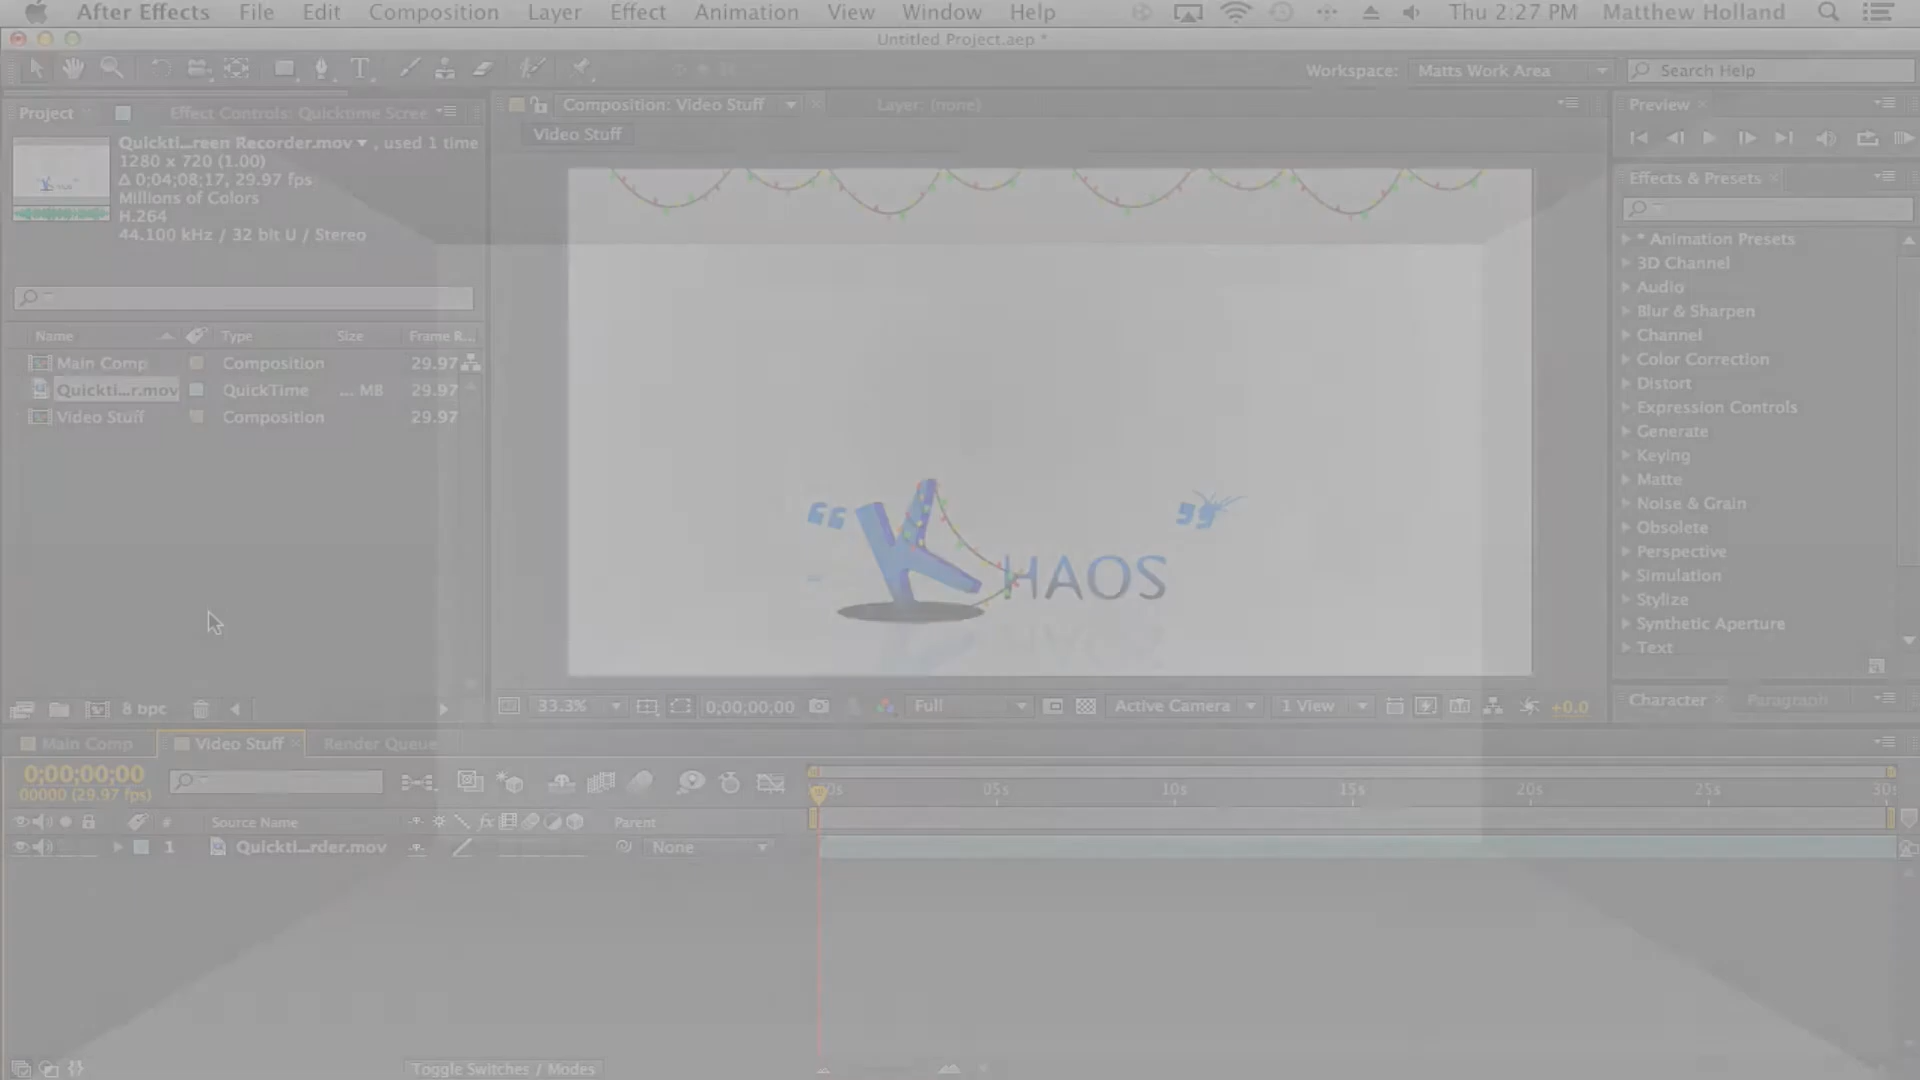 After Effects File Edit Composition Layer Effect Animation View Window Help Thu 2:27 PM Matthew Holland
Untitled Project.aep *
Workspace: Matts Work Area Search Help
Project Effect Controls: Quicktime Scree
Composition: Video Stuff Layer: (none)
Video Stuff
Preview
Quickti...reen Recorder.mov , used 1 time
1280 x 720 (1.00)
Δ 0;04;08;17, 29.97 fps
Millions of Colors
H.264
44.100 kHz / 32 bit U / Stereo
Name Type Size Frame R...
Main Comp Composition 29.97
Quickti...r.mov QuickTime ... MB 29.97
Video Stuff Composition 29.97
8 bpc
“KHAOS”
33.3% 0;00;00;00 Full Active Camera 1 View +0.0
Effects & Presets
* Animation Presets
3D Channel
Audio
Blur & Sharpen
Channel
Color Correction
Distort
Expression Controls
Generate
Keying
Matte
Noise & Grain
Obsolete
Perspective
Simulation
Stylize
Synthetic Aperture
Text
Character Paragraph
Main Comp Video Stuff Render Queue
0;00;00;00
00000 (29.97 fps)
0s 05s 10s 15s 20s 25s 30s
# Source Name fx Parent
1 Quickti...rder.mov None
Toggle Switches / Modes